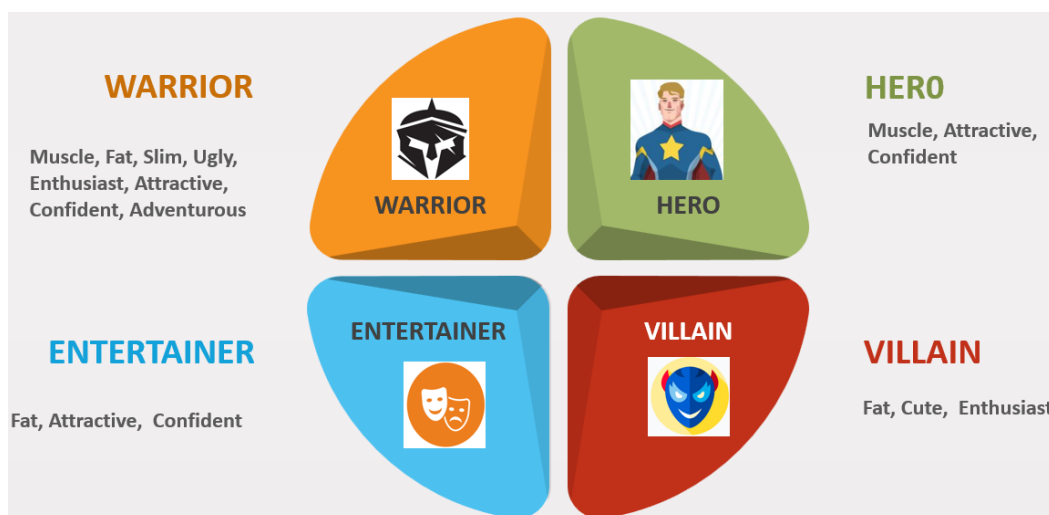 WARRIOR
Muscle, Fat, Slim, Ugly,
Enthusiast, Attractive,
Confident, Adventurous
WARRIOR
HERO
HER0
Muscle, Attractive,
Confident
ENTERTAINER
Fat, Attractive,  Confident
ENTERTAINER
VILLAIN
VILLAIN
Fat, Cute,  Enthusiast